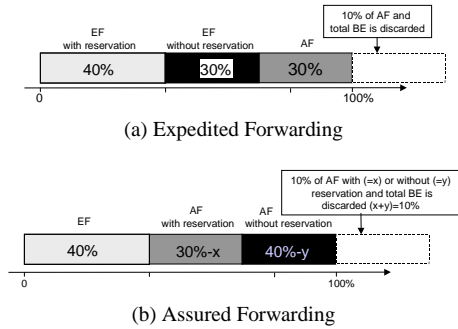 10% of AF and
total BE is discarded
EF
with reservation
EF
without reservation
AF
40%
30%
30%
0
100%
(a) Expedited Forwarding
10% of AF with (=x) or without (=y)
reservation and total BE is
discarded (x+y)=10%
EF
AF
with reservation
AF
without reservation
40%
30%-x
40%-y
0
100%
(b) Assured Forwarding